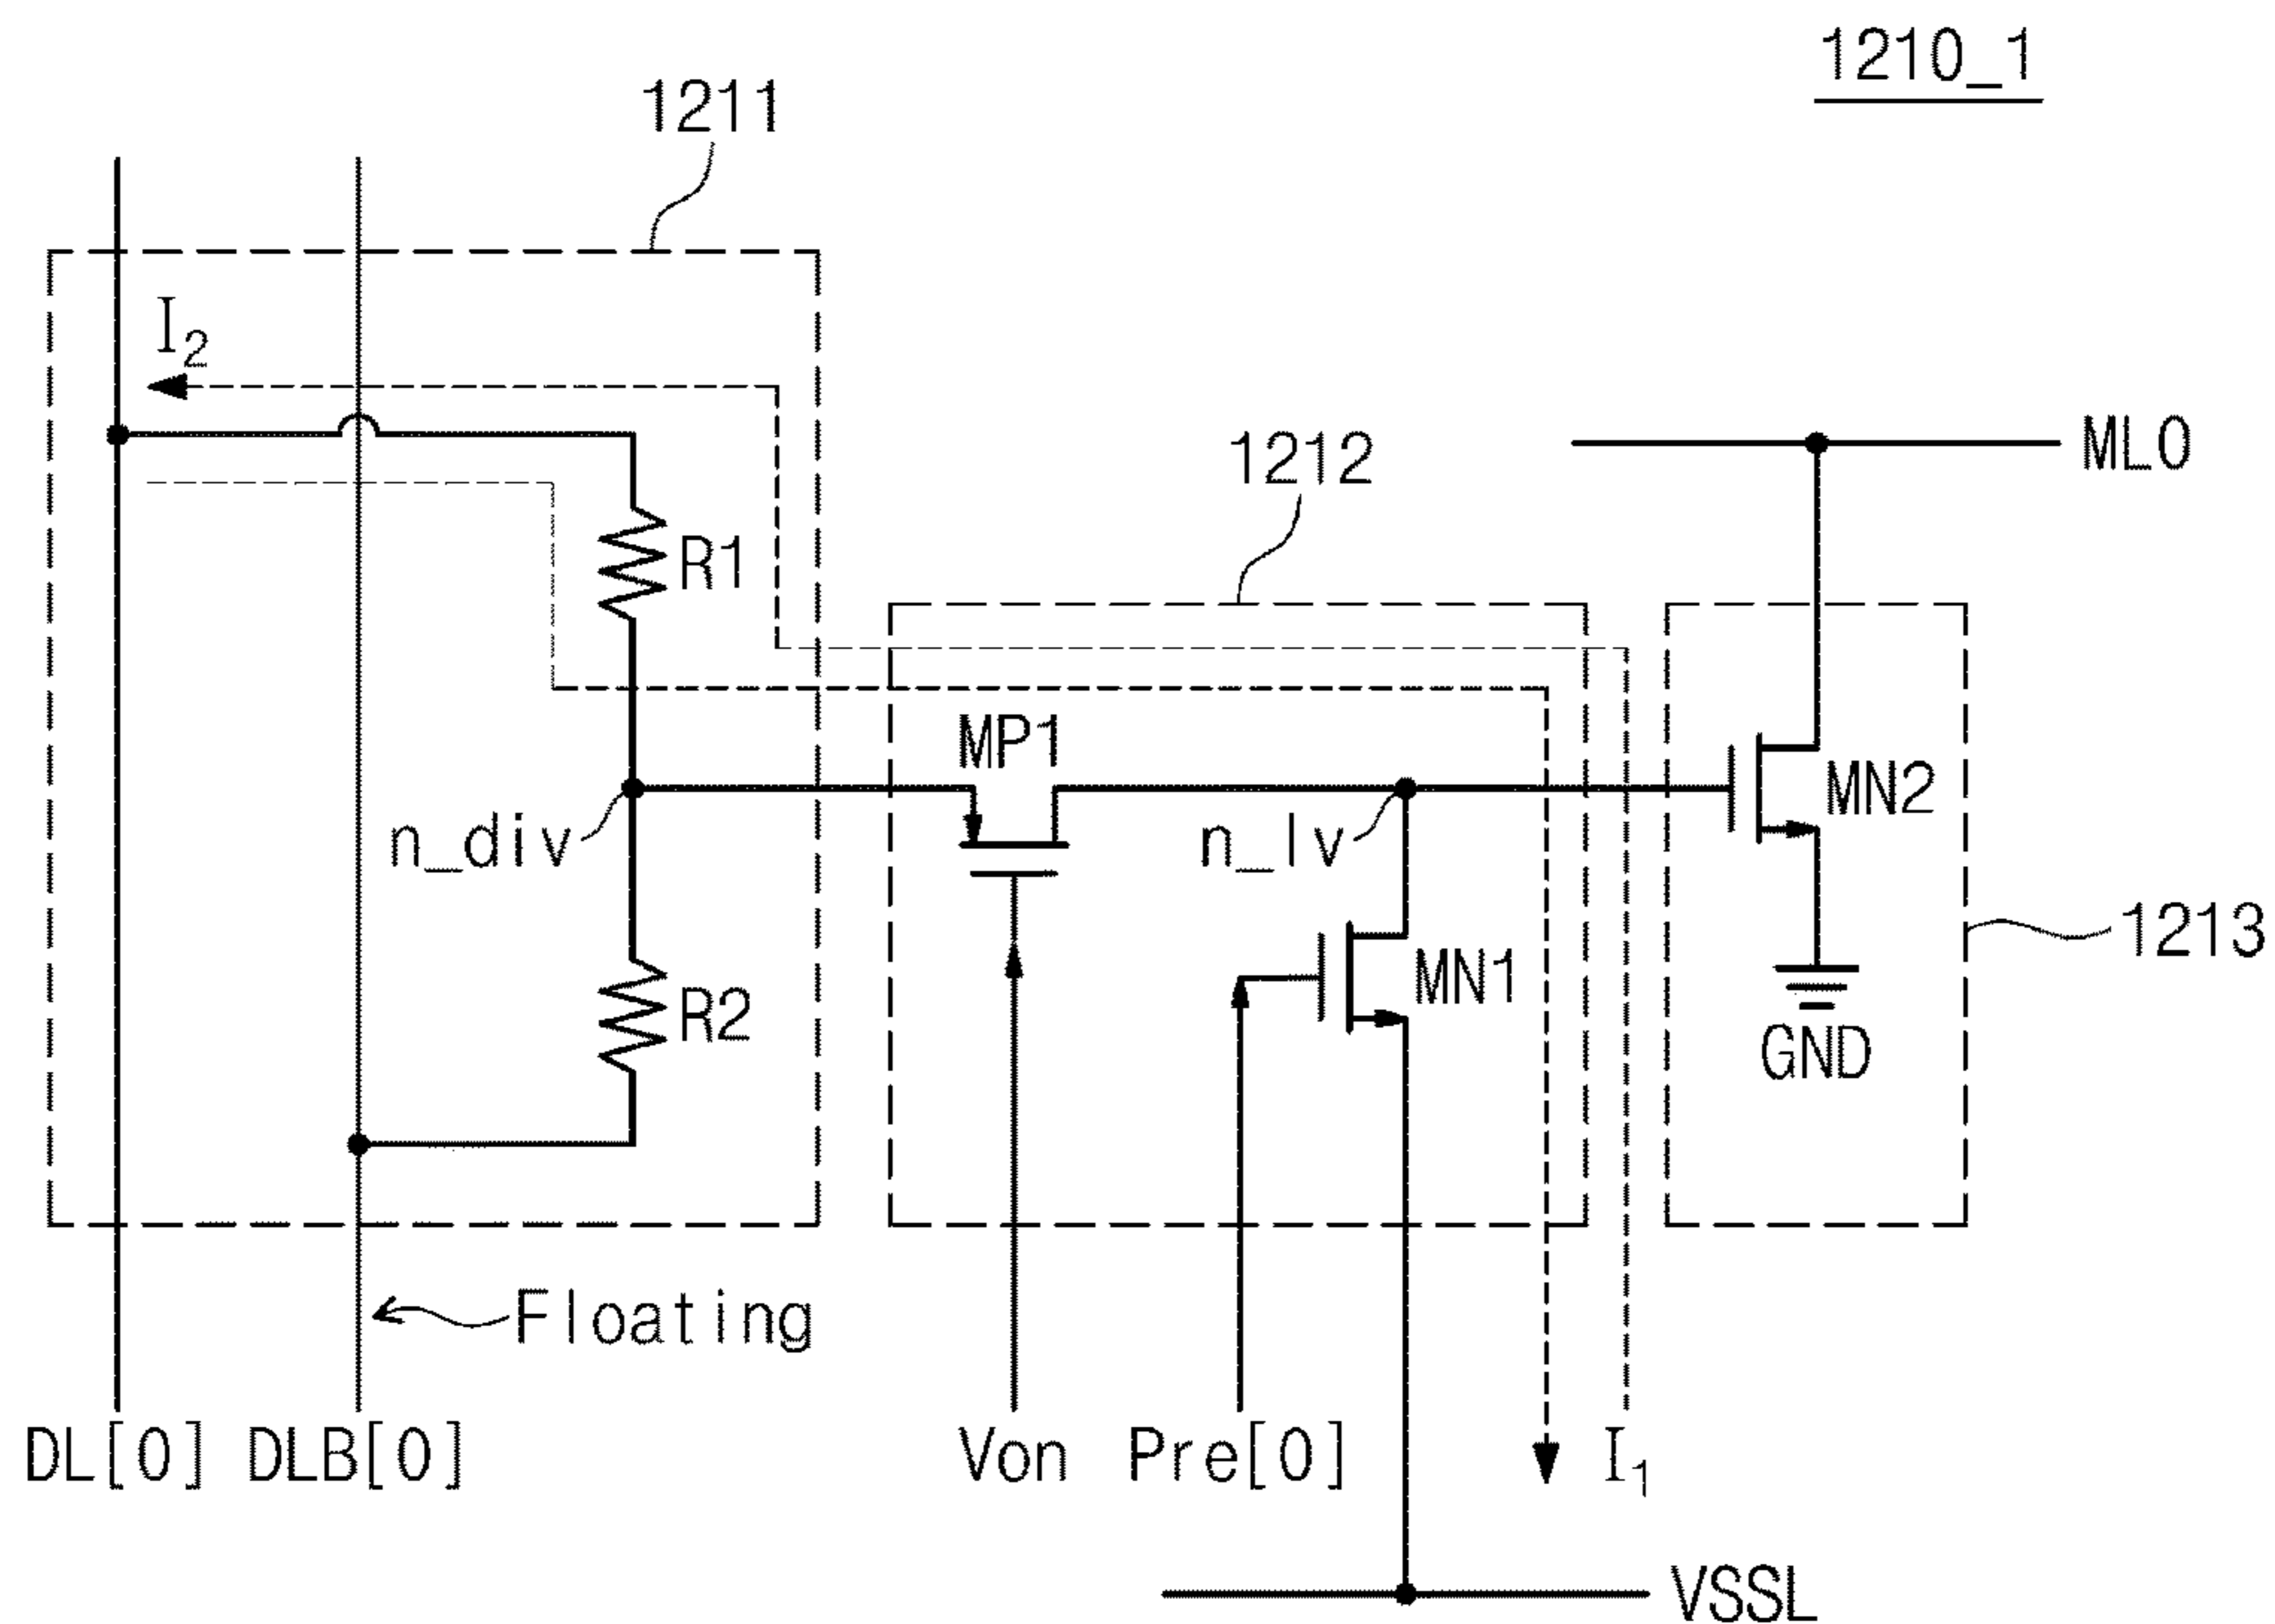 1210_1
1211
I2
ML0
1212
R1
MP1
MN2
n_div
n_lv
1213
MN1
R2
GND
Floating
DL[0]
DLB[0]
Von
Pre[0]
I1
VSSL